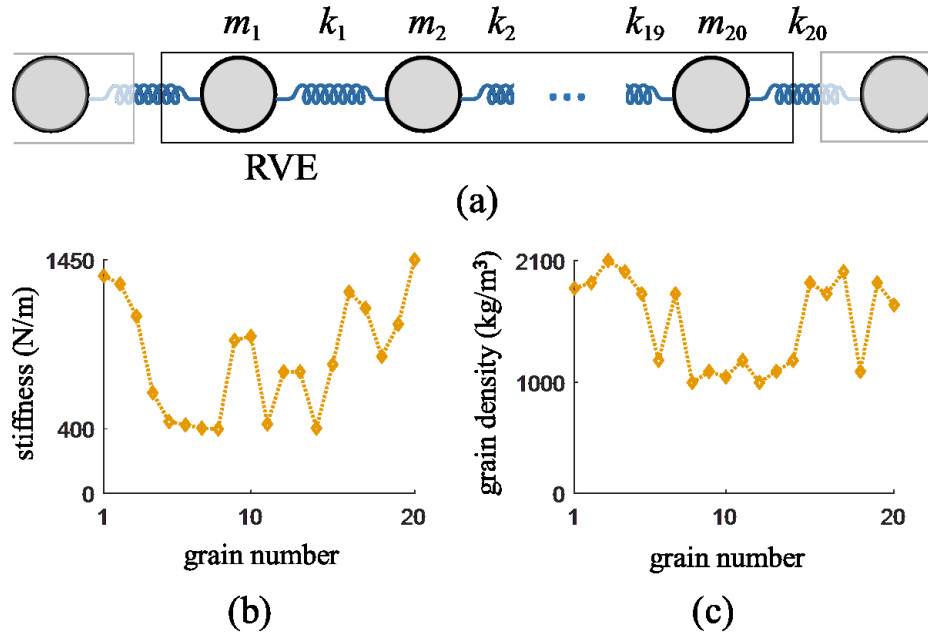 m₁ k₁ m₂ k₂ k₁₉ m₂₀ k₂₀
...
RVE
(a)
stiffness (N/m)
1450
400
0
1 10 20
grain number
(b)
grain density (kg/m³)
2100
1000
0
1 10 20
grain number
(c)